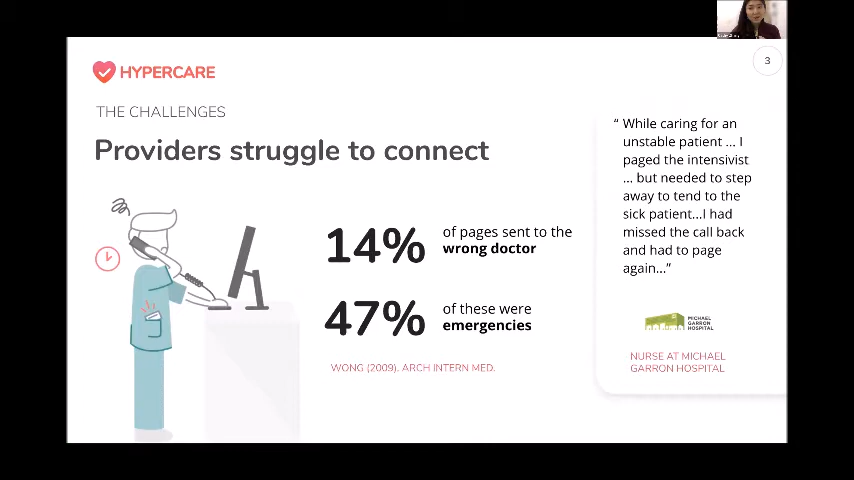 HYPERCARE
3
THE CHALLENGES
Providers struggle to connect
14%
of pages sent to the
wrong doctor
47%
of these were
emergencies
WONG (2009). ARCH INTERN MED.
“ While caring for an
unstable patient ... I
paged the intensivist
... but needed to step
away to tend to the
sick patient...I had
missed the call back
and had to page
again...”
MICHAEL
GARRON
HOSPITAL
NURSE AT MICHAEL
GARRON HOSPITAL